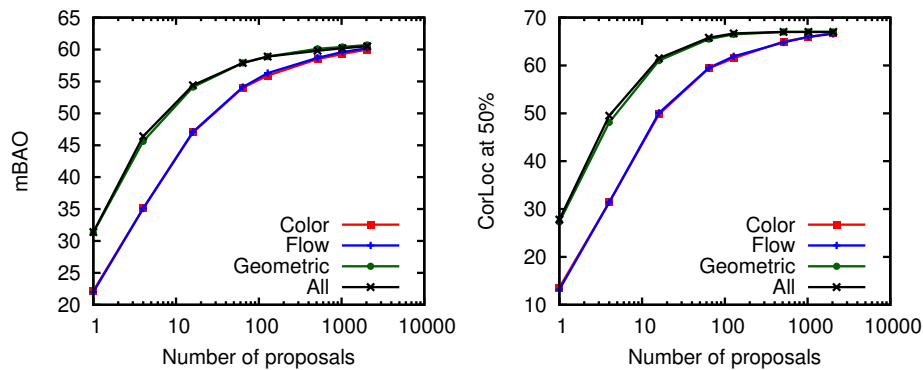 65
60
55
50
45
40
35
30
25
20
mBAO
Color
Flow
Geometric
All
1 10 100 1000 10000
Number of proposals
70
60
50
40
30
20
10
CorLoc at 50%
Color
Flow
Geometric
All
1 10 100 1000 10000
Number of proposals